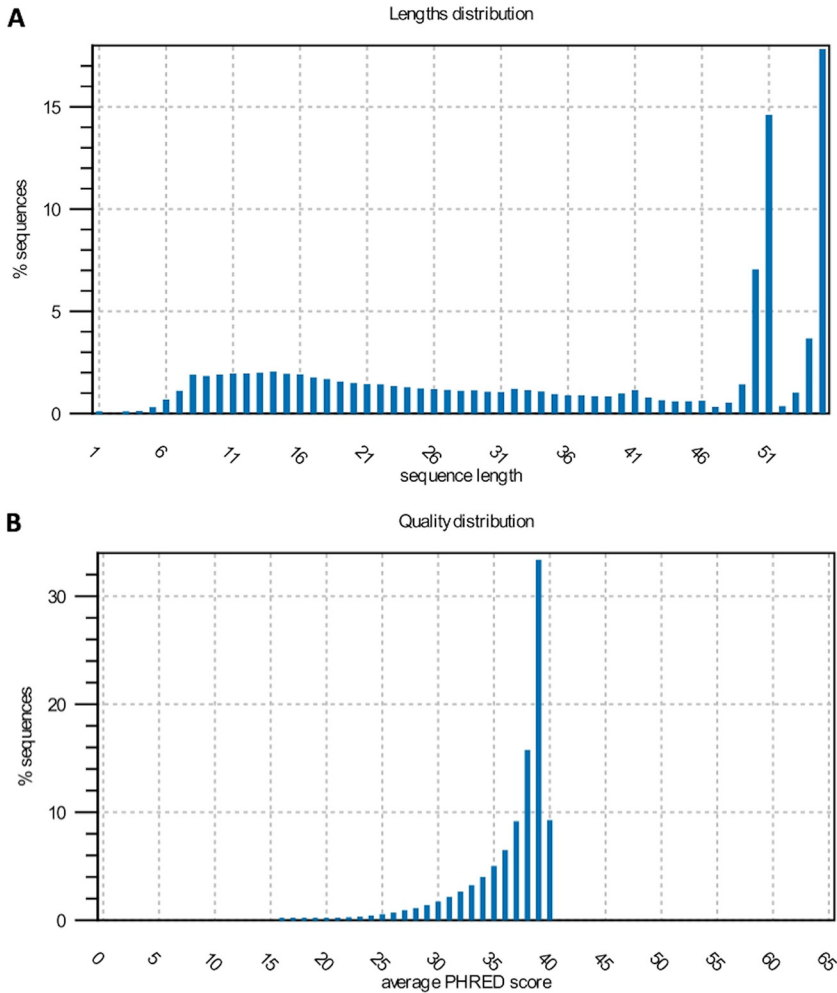 A
Lengths distribution
% sequences
15
10
5
0
1 6 11 16 21 26 31 36 41 46 51
sequence length
B
Quality distribution
% sequences
30
20
10
0
0 5 10 15 20 25 30 35 40 45 50 55 60 65
average PHRED score